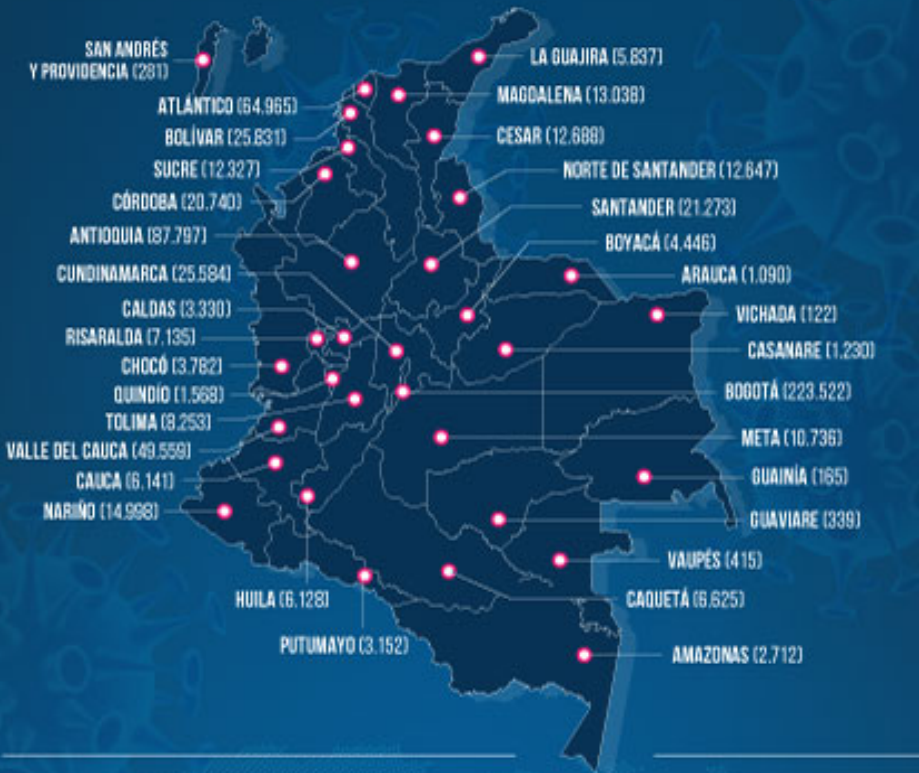 SAN ANDRÉS
Y PROVIDENCIA (281)
ATLÁNTICO (64.965)
BOLÍVAR (25.831)
SUCRE (12.327)
CÓRDOBA (20.740)
ANTIOQUIA (87.797)
CUNDINAMARCA (25.584)
CALDAS (3.330)
RISARALDA (7.135)
CHOCÓ (3.782)
QUINDÍO (1.568)
TOLIMA (8.253)
VALLE DEL CAUCA (49.559)
CAUCA (6.141)
NARIÑO (14.998)
HUILA (6.128)
PUTUMAYO (3.152)
LA GUAJIRA (5.837)
MAGDALENA (13.038)
CESAR (12.688)
NORTE DE SANTANDER (12.647)
SANTANDER (21.273)
BOYACÁ (4.446)
ARAUCA (1.090)
VICHADA (122)
CASANARE (1.230)
BOGOTÁ (223.522)
META (10.736)
GUAINÍA (165)
GUAVIARE (339)
VAUPÉS (415)
CAQUETÁ (6.625)
AMAZONAS (2.712)